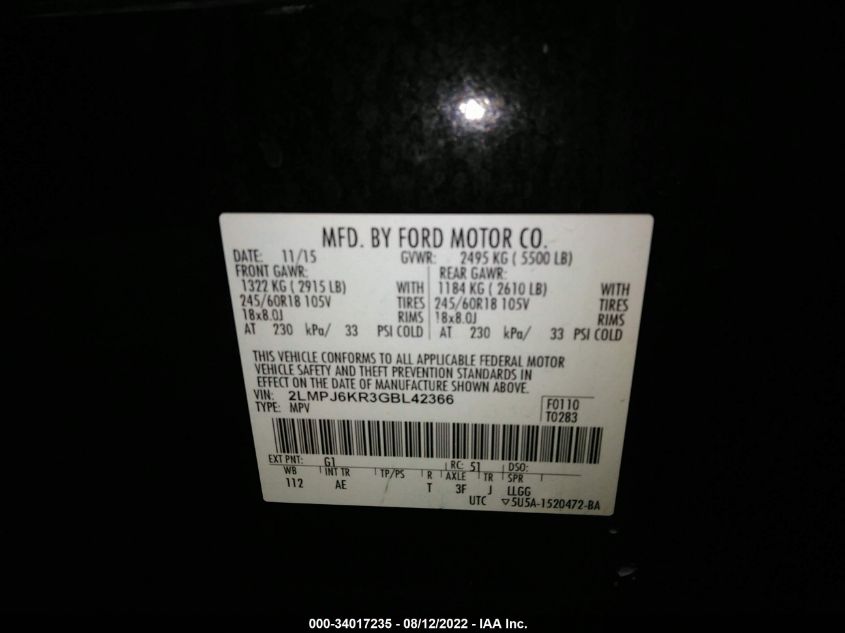 MFD. BY FORD MOTOR CO.
DATE: 11/15 GVWR: 2495 KG ( 5500 LB)
FRONT GAWR: REAR GAWR:
1322 KG ( 2915 LB) WITH 1184 KG ( 2610 LB) WITH
245/60R18 105V TIRES 245/60R18 105V TIRES
18x8.0J RIMS 18x8.0J RIMS
AT 230 kPa/ 33 PSI COLD AT 230 kPa/ 33 PSI COLD
THIS VEHICLE CONFORMS TO ALL APPLICABLE FEDERAL MOTOR
VEHICLE SAFETY AND THEFT PREVENTION STANDARDS IN
EFFECT ON THE DATE OF MANUFACTURE SHOWN ABOVE.
VIN: 2LMPJ6KR3GBL42366 F0110
TYPE: MPV T0283
EXT PNT: G1 RC: 51 DSO:
WB INT TR TP/PS R AXLE TR SPR
112 AE T 3F J LLGG
UTC ▽5U5A-1520472-BA
000-34017235 - 08/12/2022 - IAA Inc.